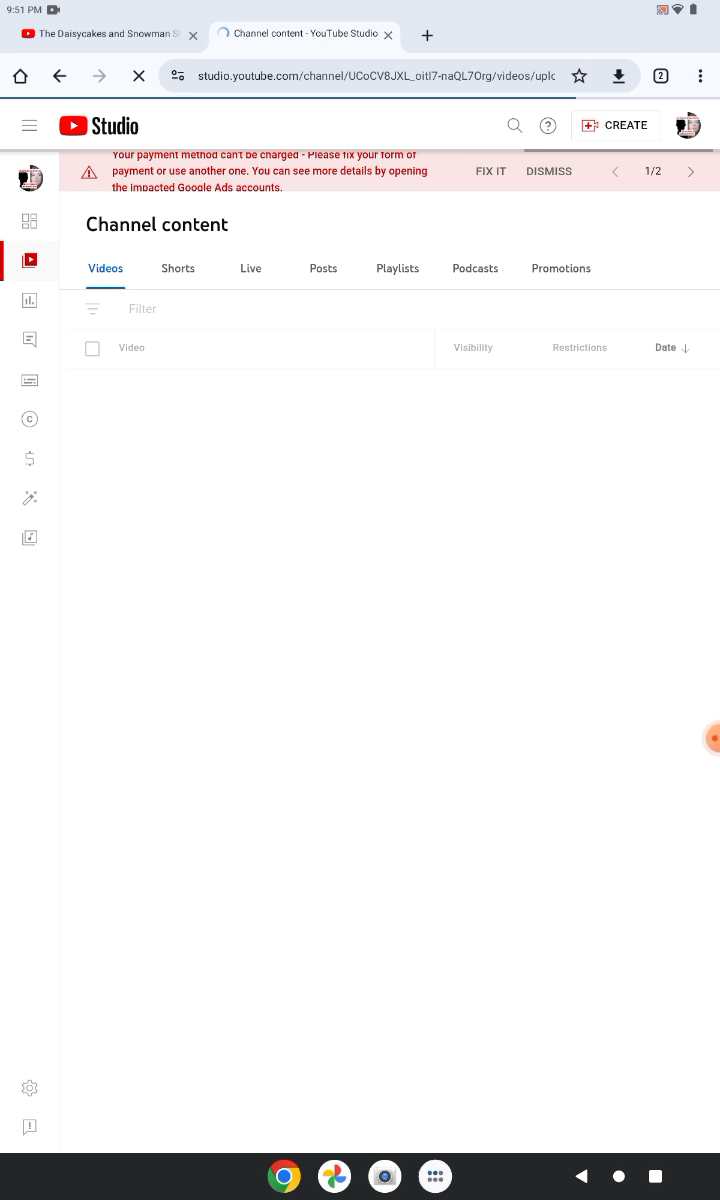 9:51 PM
The Daisycakes and Snowman S
Channel content - YouTube Studio
studio.youtube.com/channel/UCoCV8JXL_oitI7-naQL7Org/videos/uplc
2
Studio
CREATE
Your payment method can't be charged - Please fix your form of
payment or use another one. You can see more details by opening
the impacted Google Ads accounts.
FIX IT
DISMISS
1/2
Channel content
Videos
Shorts
Live
Posts
Playlists
Podcasts
Promotions
Filter
Video
Visibility
Restrictions
Date